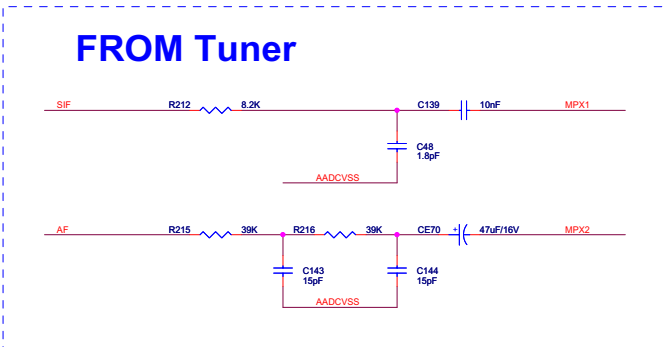 FROM Tuner
SIF R212 8.2K C139 10nF MPX1
C48
1.8pF
AADCVSS
AF R215 39K R216 39K CE70 + 47uF/16V MPX2
C143 C144
15pF 15pF
AADCVSS